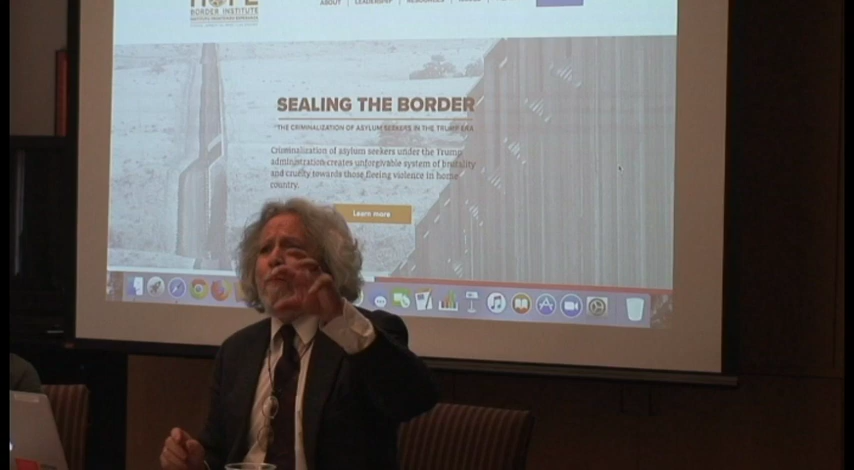 HOPE
BORDER INSTITUTE
ABOUT | LEADERSHIP | RESOURCES
SEALING THE BORDER
"THE CRIMINALIZATION OF ASYLUM SEEKERS IN THE TRUMP ERA
Criminalization of asylum seekers under the Trump
administration creates unforgivable system of brutality
and cruelty towards those fleeing violence in home
country.
Learn more